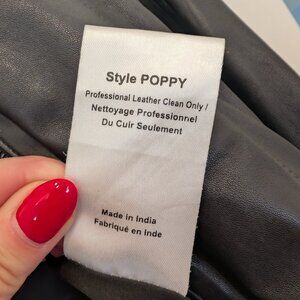 Style POPPY
Professional Leather Clean Only /
Nettoyage Professionnel
Du Cuir Seulement
Made in India
Fabriqué en Inde